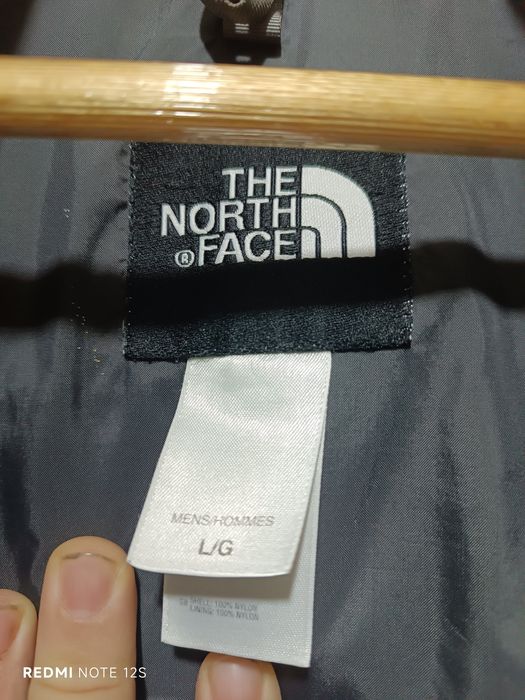 THE
NORTH
® FACE
MENS/HOMMES
L/G
SHELL: 100% NYLON
LINING: 100% NYLON
REDMI NOTE 12S